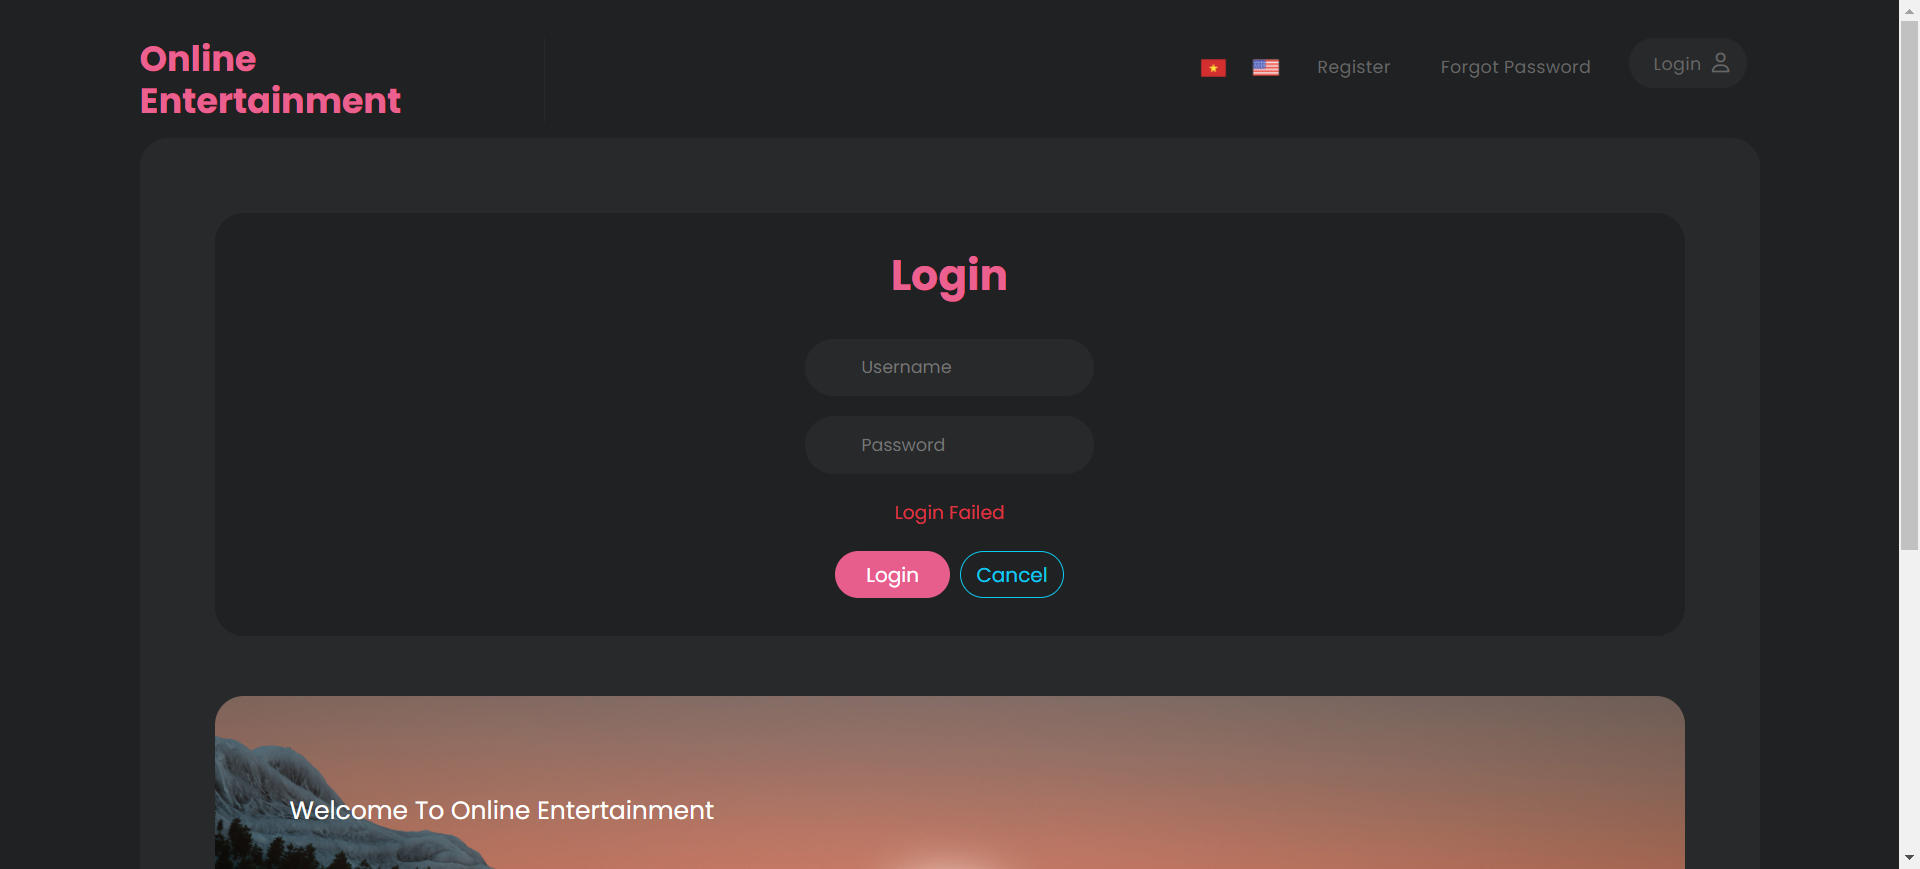 Online
Entertainment
Register
Forgot Password
Login
Login
Username
Password
Login Failed
Login
Cancel
Welcome To Online Entertainment